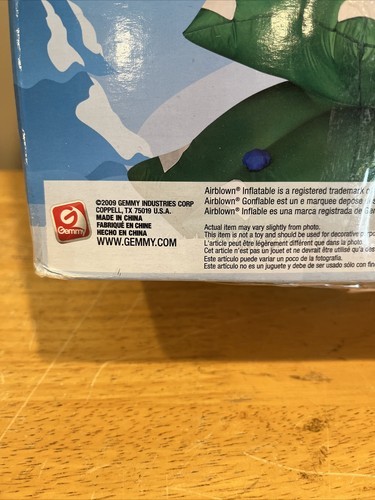 Gemmy
©2009 GEMMY INDUSTRIES CORP
COPPELL, TX 75019 U.S.A.
MADE IN CHINA
FABRIQUÉ EN CHINE
HECHO EN CHINA
WWW.GEMMY.COM
Airblown® Inflatable is a registered trademark
Airblown® Gonflable est un e marquee depose
Airblown® Inflable es una marca registrada de
Actual item may vary slightly from photo.
This item is not a toy and should be used for decorative
L'article peut être légèrement différent que dans la photo
Cet article n'est pas un jouet et ne devrait être utilisé qu'à
Este artículo puede variar un poco de la fotografía.
Este artículo no es un juguete y debe de ser usado sólo con